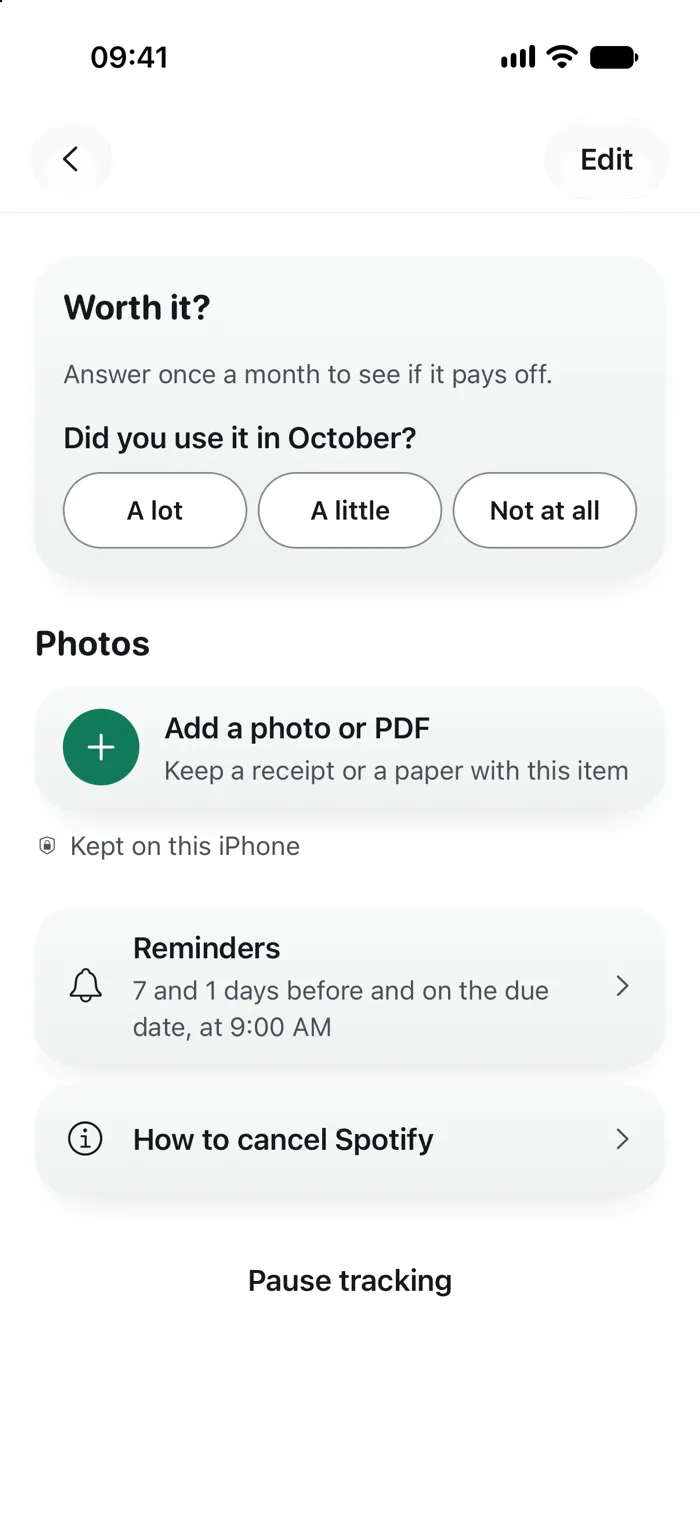 09:41
Edit
Worth it?
Answer once a month to see if it pays off.
Did you use it in October?
A lot
A little
Not at all
Photos
Add a photo or PDF
Keep a receipt or a paper with this item
Kept on this iPhone
Reminders
7 and 1 days before and on the due
date, at 9:00 AM
How to cancel Spotify
Pause tracking